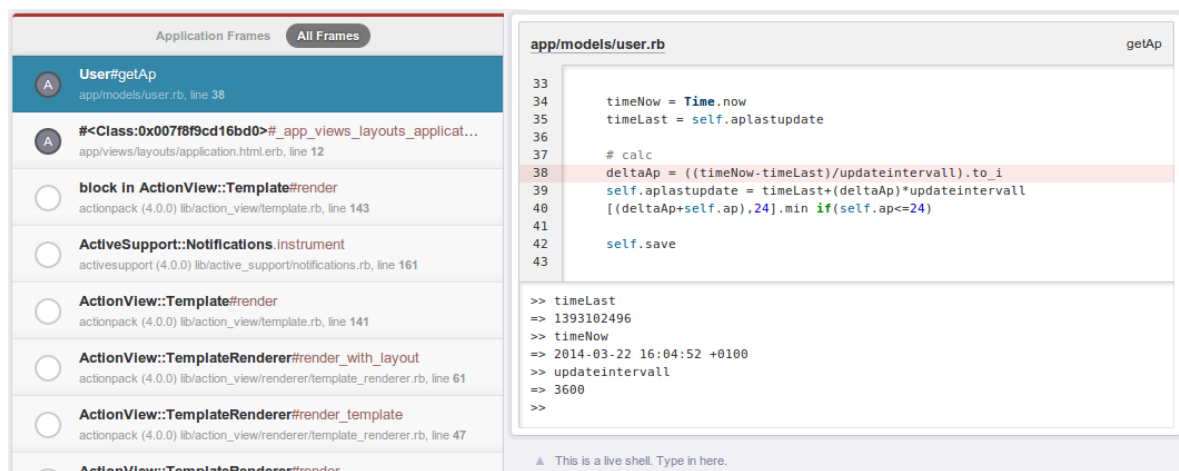 Application Frames All Frames
A
User#getAp
app/models/user.rb, line 38
A
#<Class:0x007f8f9cd16bd0>#_app_views_layouts_applicat...
app/views/layouts/application.html.erb, line 12
block in ActionView::Template#render
actionpack (4.0.0) lib/action_view/template.rb, line 143
ActiveSupport::Notifications.instrument
activesupport (4.0.0) lib/active_support/notifications.rb, line 161
ActionView::Template#render
actionpack (4.0.0) lib/action_view/template.rb, line 141
ActionView::TemplateRenderer#render_with_layout
actionpack (4.0.0) lib/action_view/renderer/template_renderer.rb, line 61
ActionView::TemplateRenderer#render_template
actionpack (4.0.0) lib/action_view/renderer/template_renderer.rb, line 47
ActionView::TemplateRenderer#render
app/models/user.rb getAp
33
34 timeNow = Time.now
35 timeLast = self.aplastupdate
36
37 # calc
38 deltaAp = ((timeNow-timeLast)/updateintervall).to_i
39 self.aplastupdate = timeLast+(deltaAp)*updateintervall
40 [(deltaAp+self.ap),24].min if(self.ap<=24)
41
42 self.save
43
>> timeLast
=> 1393102496
>> timeNow
=> 2014-03-22 16:04:52 +0100
>> updateintervall
=> 3600
>>
▲ This is a live shell. Type in here.